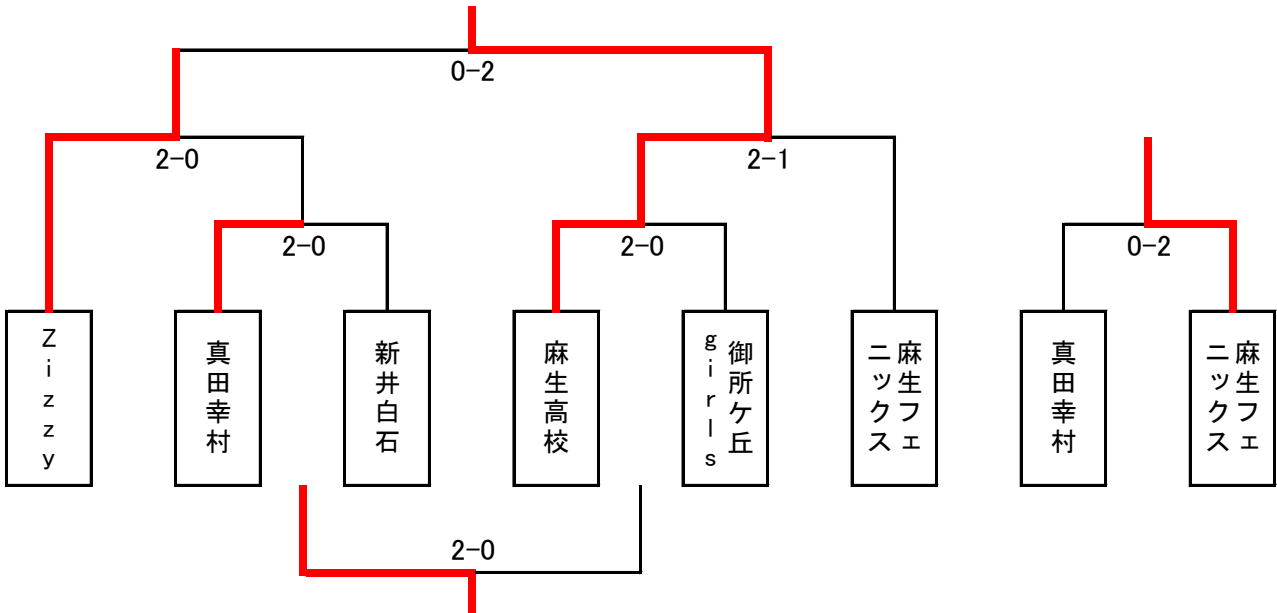 0-2
2-0
2-1
2-0
2-0
0-2
Zizzy
真田幸村
新井白石
麻生高校
御所ケ丘
girls
麻生フェ
ニックス
真田幸村
麻生フェ
ニックス
2-0